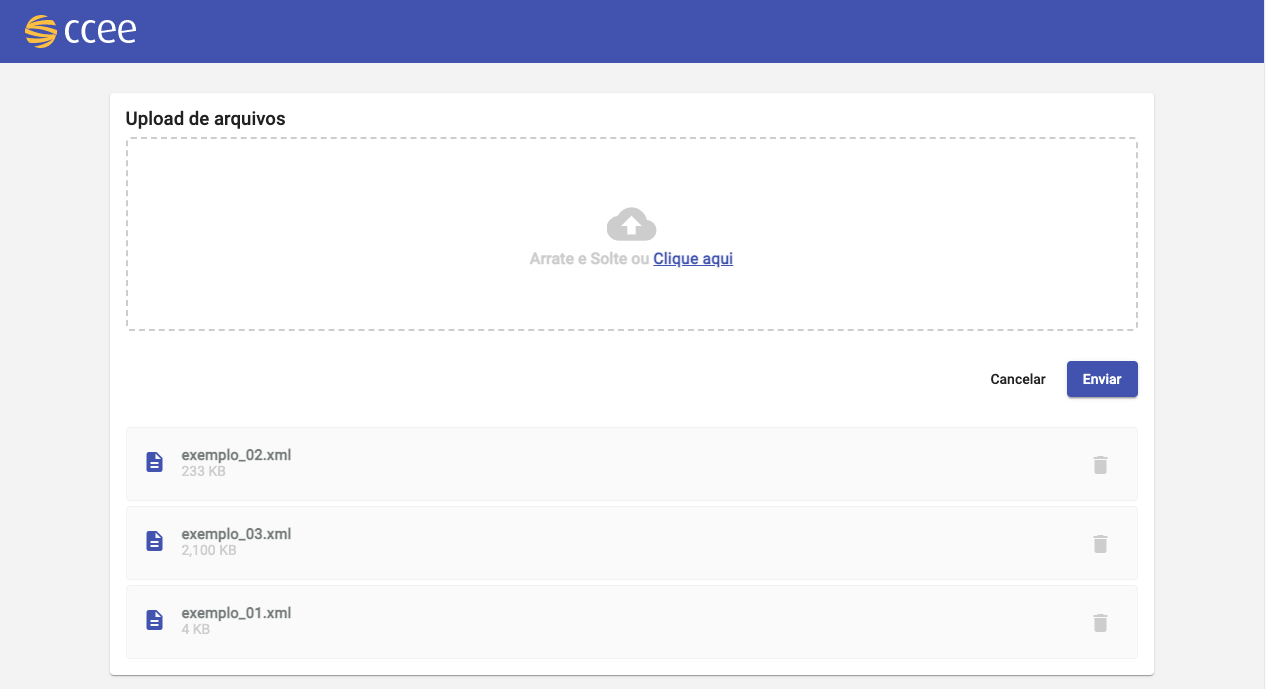 ccee
Upload de arquivos
Arrate e Solte ou Clique aqui
Cancelar
Enviar
exemplo_02.xml
233 KB
exemplo_03.xml
2,100 KB
exemplo_01.xml
4 KB